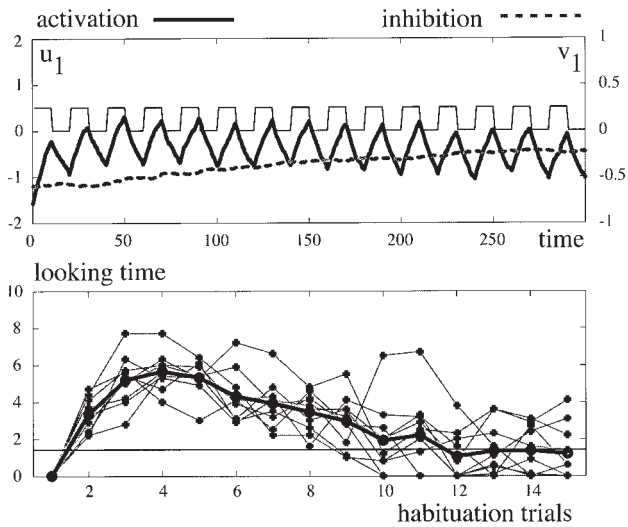 activation inhibition
2 u1 v1 1
1 0.5
0 0
-1 -0.5
-2 -1
0 50 100 150 200 250 time
looking time
10
8
6
4
2
0
2 4 6 8 10 12 14
habituation trials